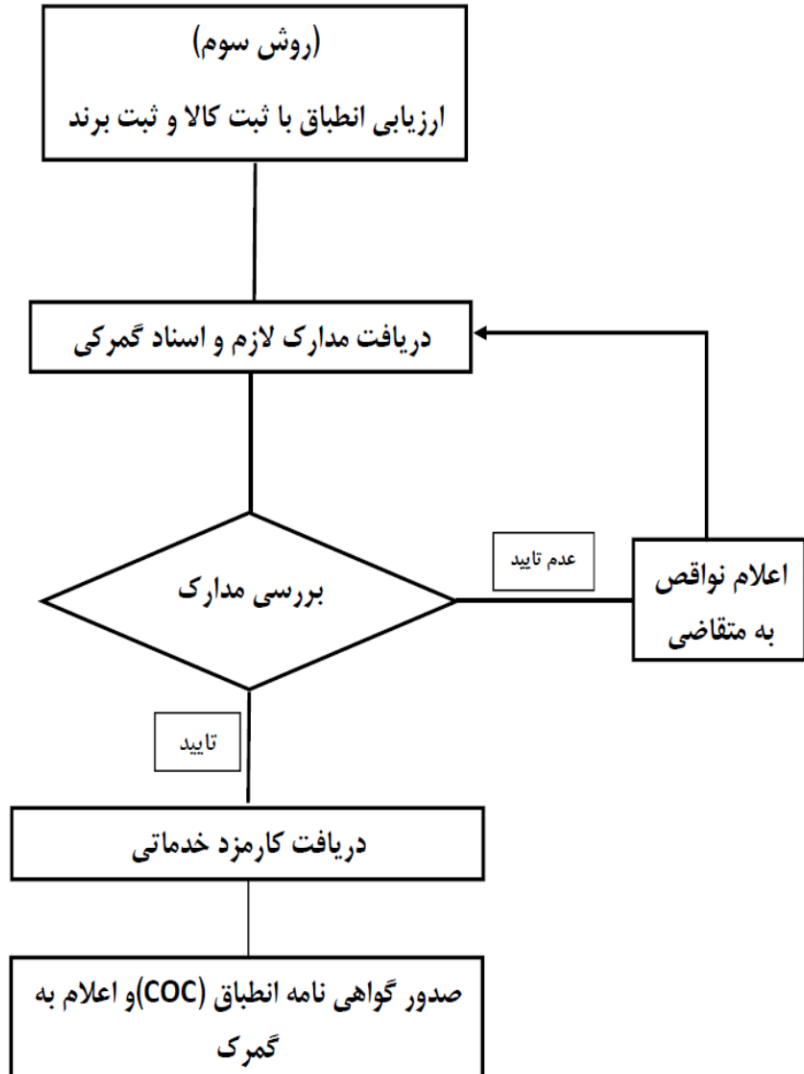 (روش سوم)
ارزیابی انطباق با ثبت کالا و ثبت برند
دریافت مدارک لازم و اسناد گمرکی
بررسی مدارک
عدم تایید
اعلام نواقص
به متقاضی
تایید
دریافت کارمزد خدماتی
صدور گواهی نامه انطباق (COC)و اعلام به
گمرک